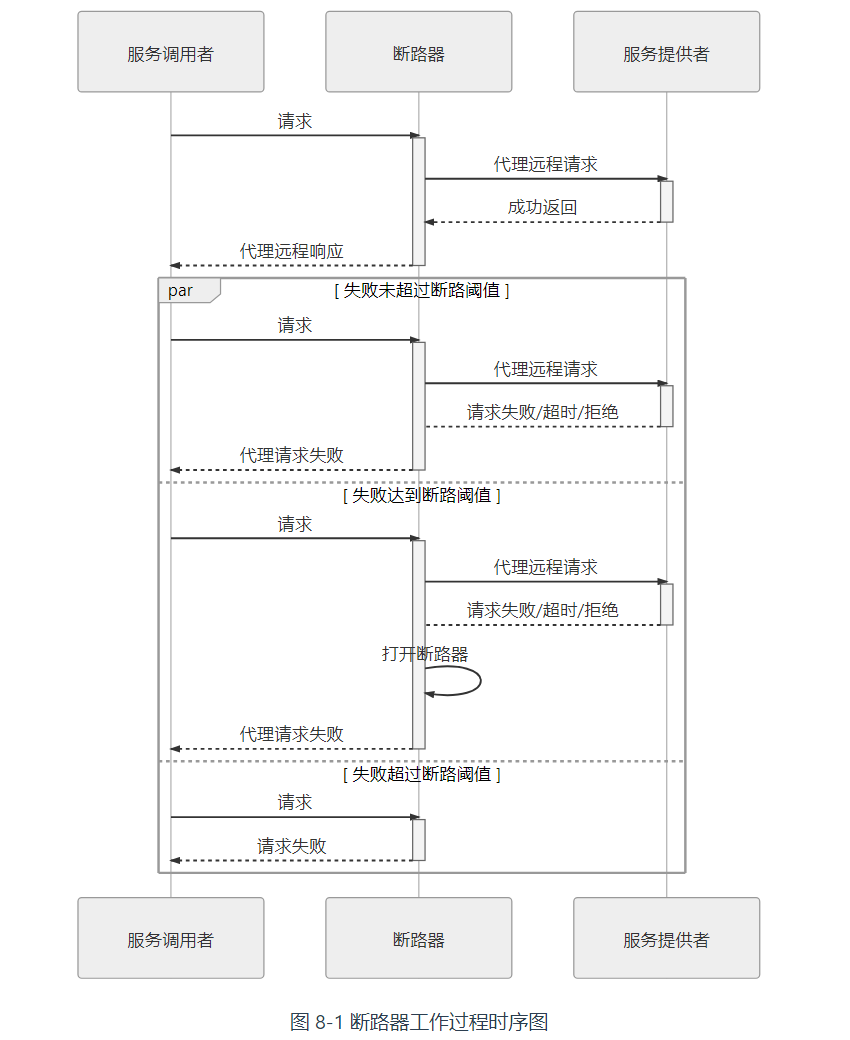 服务调用者 断路器 服务提供者
请求
代理远程请求
成功返回
代理远程响应
par [ 失败未超过断路阈值 ]
请求
代理远程请求
请求失败/超时/拒绝
代理请求失败
[ 失败达到断路阈值 ]
请求
代理远程请求
请求失败/超时/拒绝
打开断路器
代理请求失败
[ 失败超过断路阈值 ]
请求
请求失败
服务调用者 断路器 服务提供者
图 8-1 断路器工作过程时序图